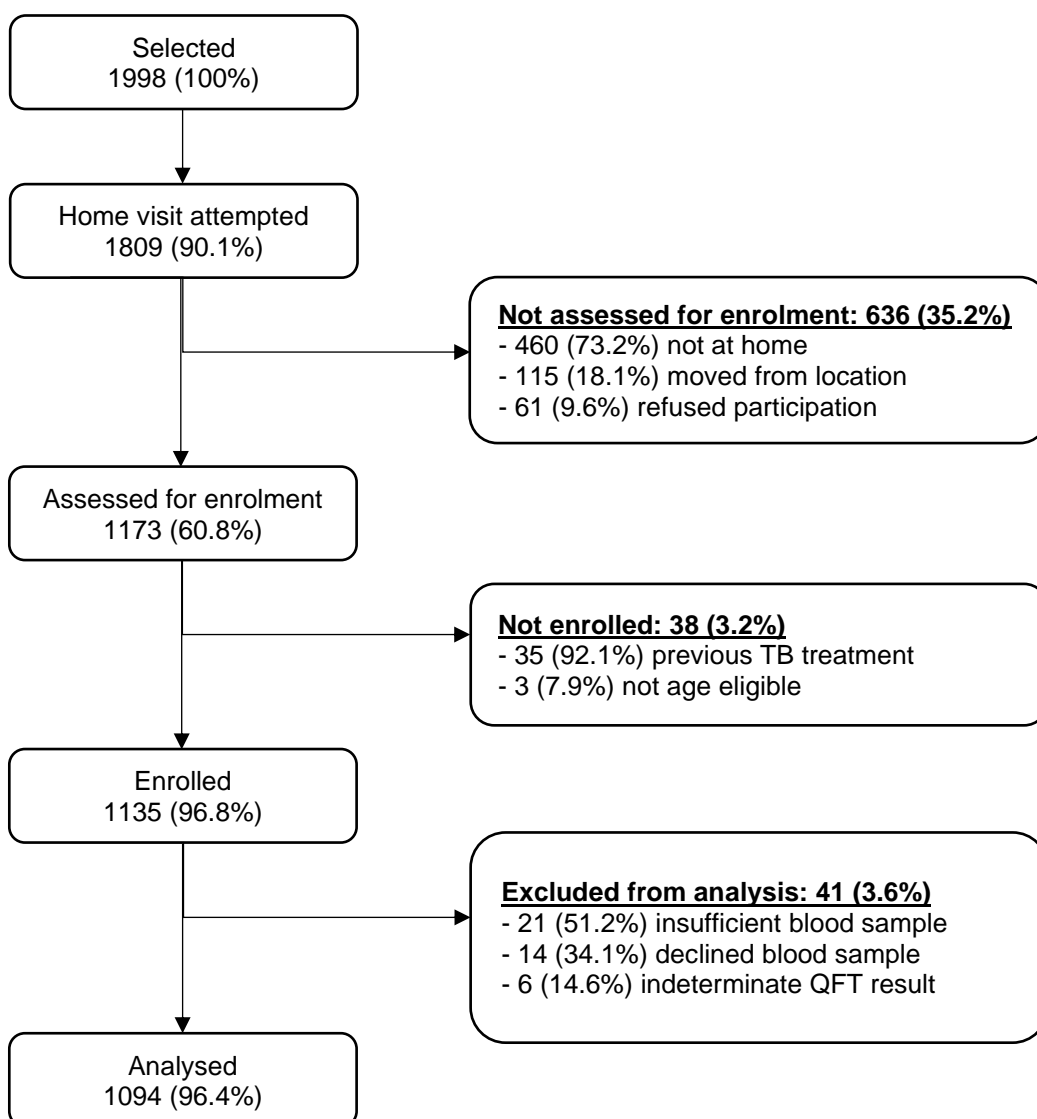 Selected
1998 (100%)
Home visit attempted
1809 (90.1%)
Not assessed for enrolment: 636 (35.2%)
- 460 (73.2%) not at home
- 115 (18.1%) moved from location
- 61 (9.6%) refused participation
Assessed for enrolment
1173 (60.8%)
Not enrolled: 38 (3.2%)
- 35 (92.1%) previous TB treatment
- 3 (7.9%) not age eligible
Enrolled
1135 (96.8%)
Excluded from analysis: 41 (3.6%)
- 21 (51.2%) insufficient blood sample
- 14 (34.1%) declined blood sample
- 6 (14.6%) indeterminate QFT result
Analysed
1094 (96.4%)